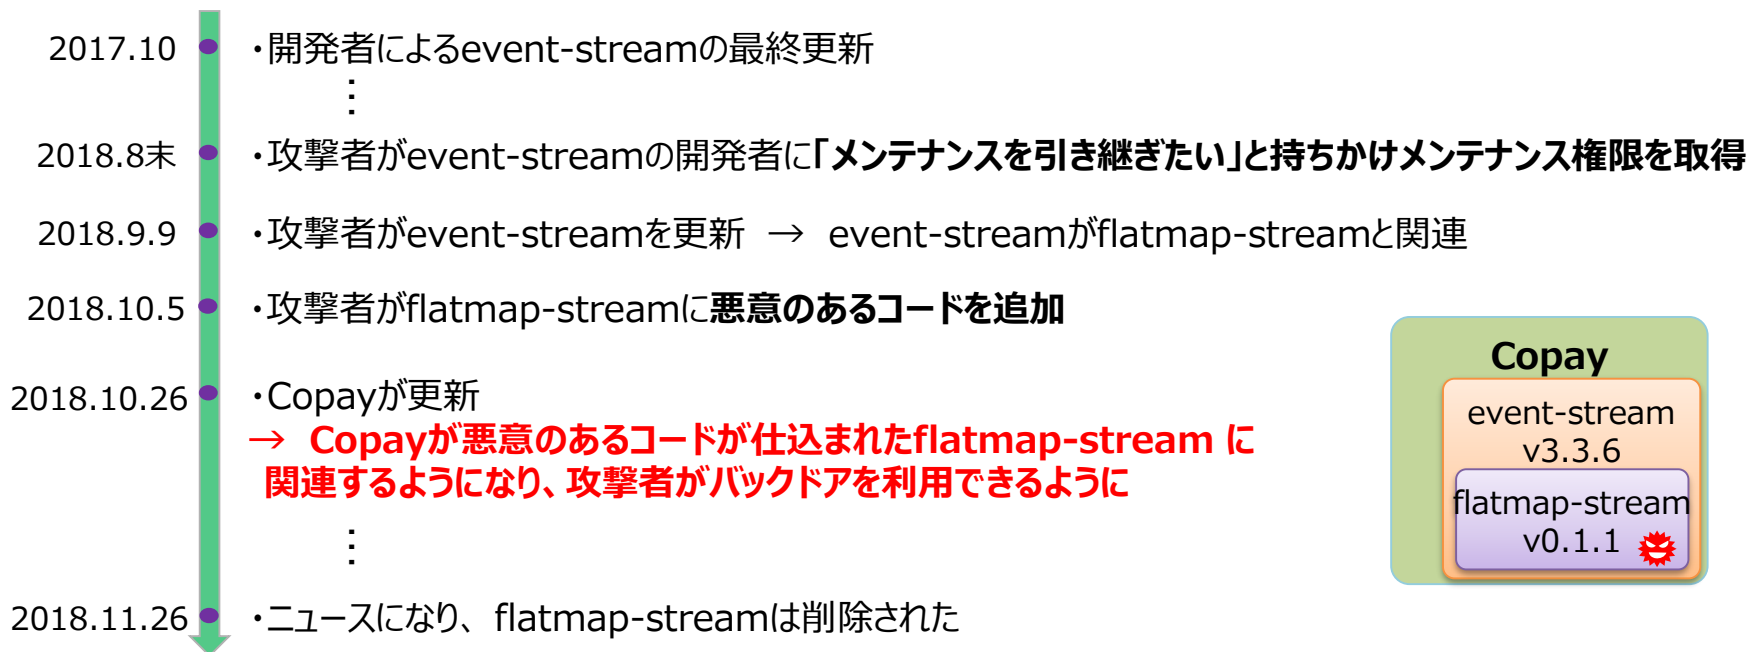 2017.10 ・開発者によるevent-streamの最終更新
⋮
2018.8末 ・攻撃者がevent-streamの開発者に「メンテナンスを引き継ぎたい」と持ちかけメンテナンス権限を取得
2018.9.9 ・攻撃者がevent-streamを更新 → event-streamがflatmap-streamと関連
2018.10.5 ・攻撃者がflatmap-streamに悪意のあるコードを追加
2018.10.26 ・Copayが更新
→ Copayが悪意のあるコードが仕込まれたflatmap-stream に
関連するようになり、攻撃者がバックドアを利用できるように
⋮
2018.11.26 ・ニュースになり、flatmap-streamは削除された
Copay
event-stream
v3.3.6
flatmap-stream
v0.1.1